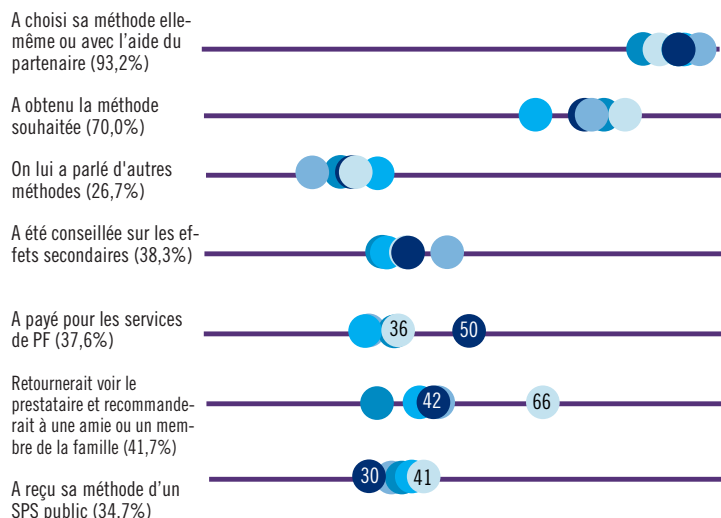 A choisi sa méthode elle-
même ou avec l'aide du
partenaire (93,2%)
A obtenu la méthode
souhaitée (70,0%)
On lui a parlé d'autres
méthodes (26,7%)
A été conseillée sur les ef-
fets secondaires (38,3%)
A payé pour les services
de PF (37,6%)
36 50
Retournerait voir le
prestataire et recommande-
rait à une amie ou un mem-
bre de la famille (41,7%)
42 66
A reçu sa méthode d'un
SPS public (34,7%)
30 41